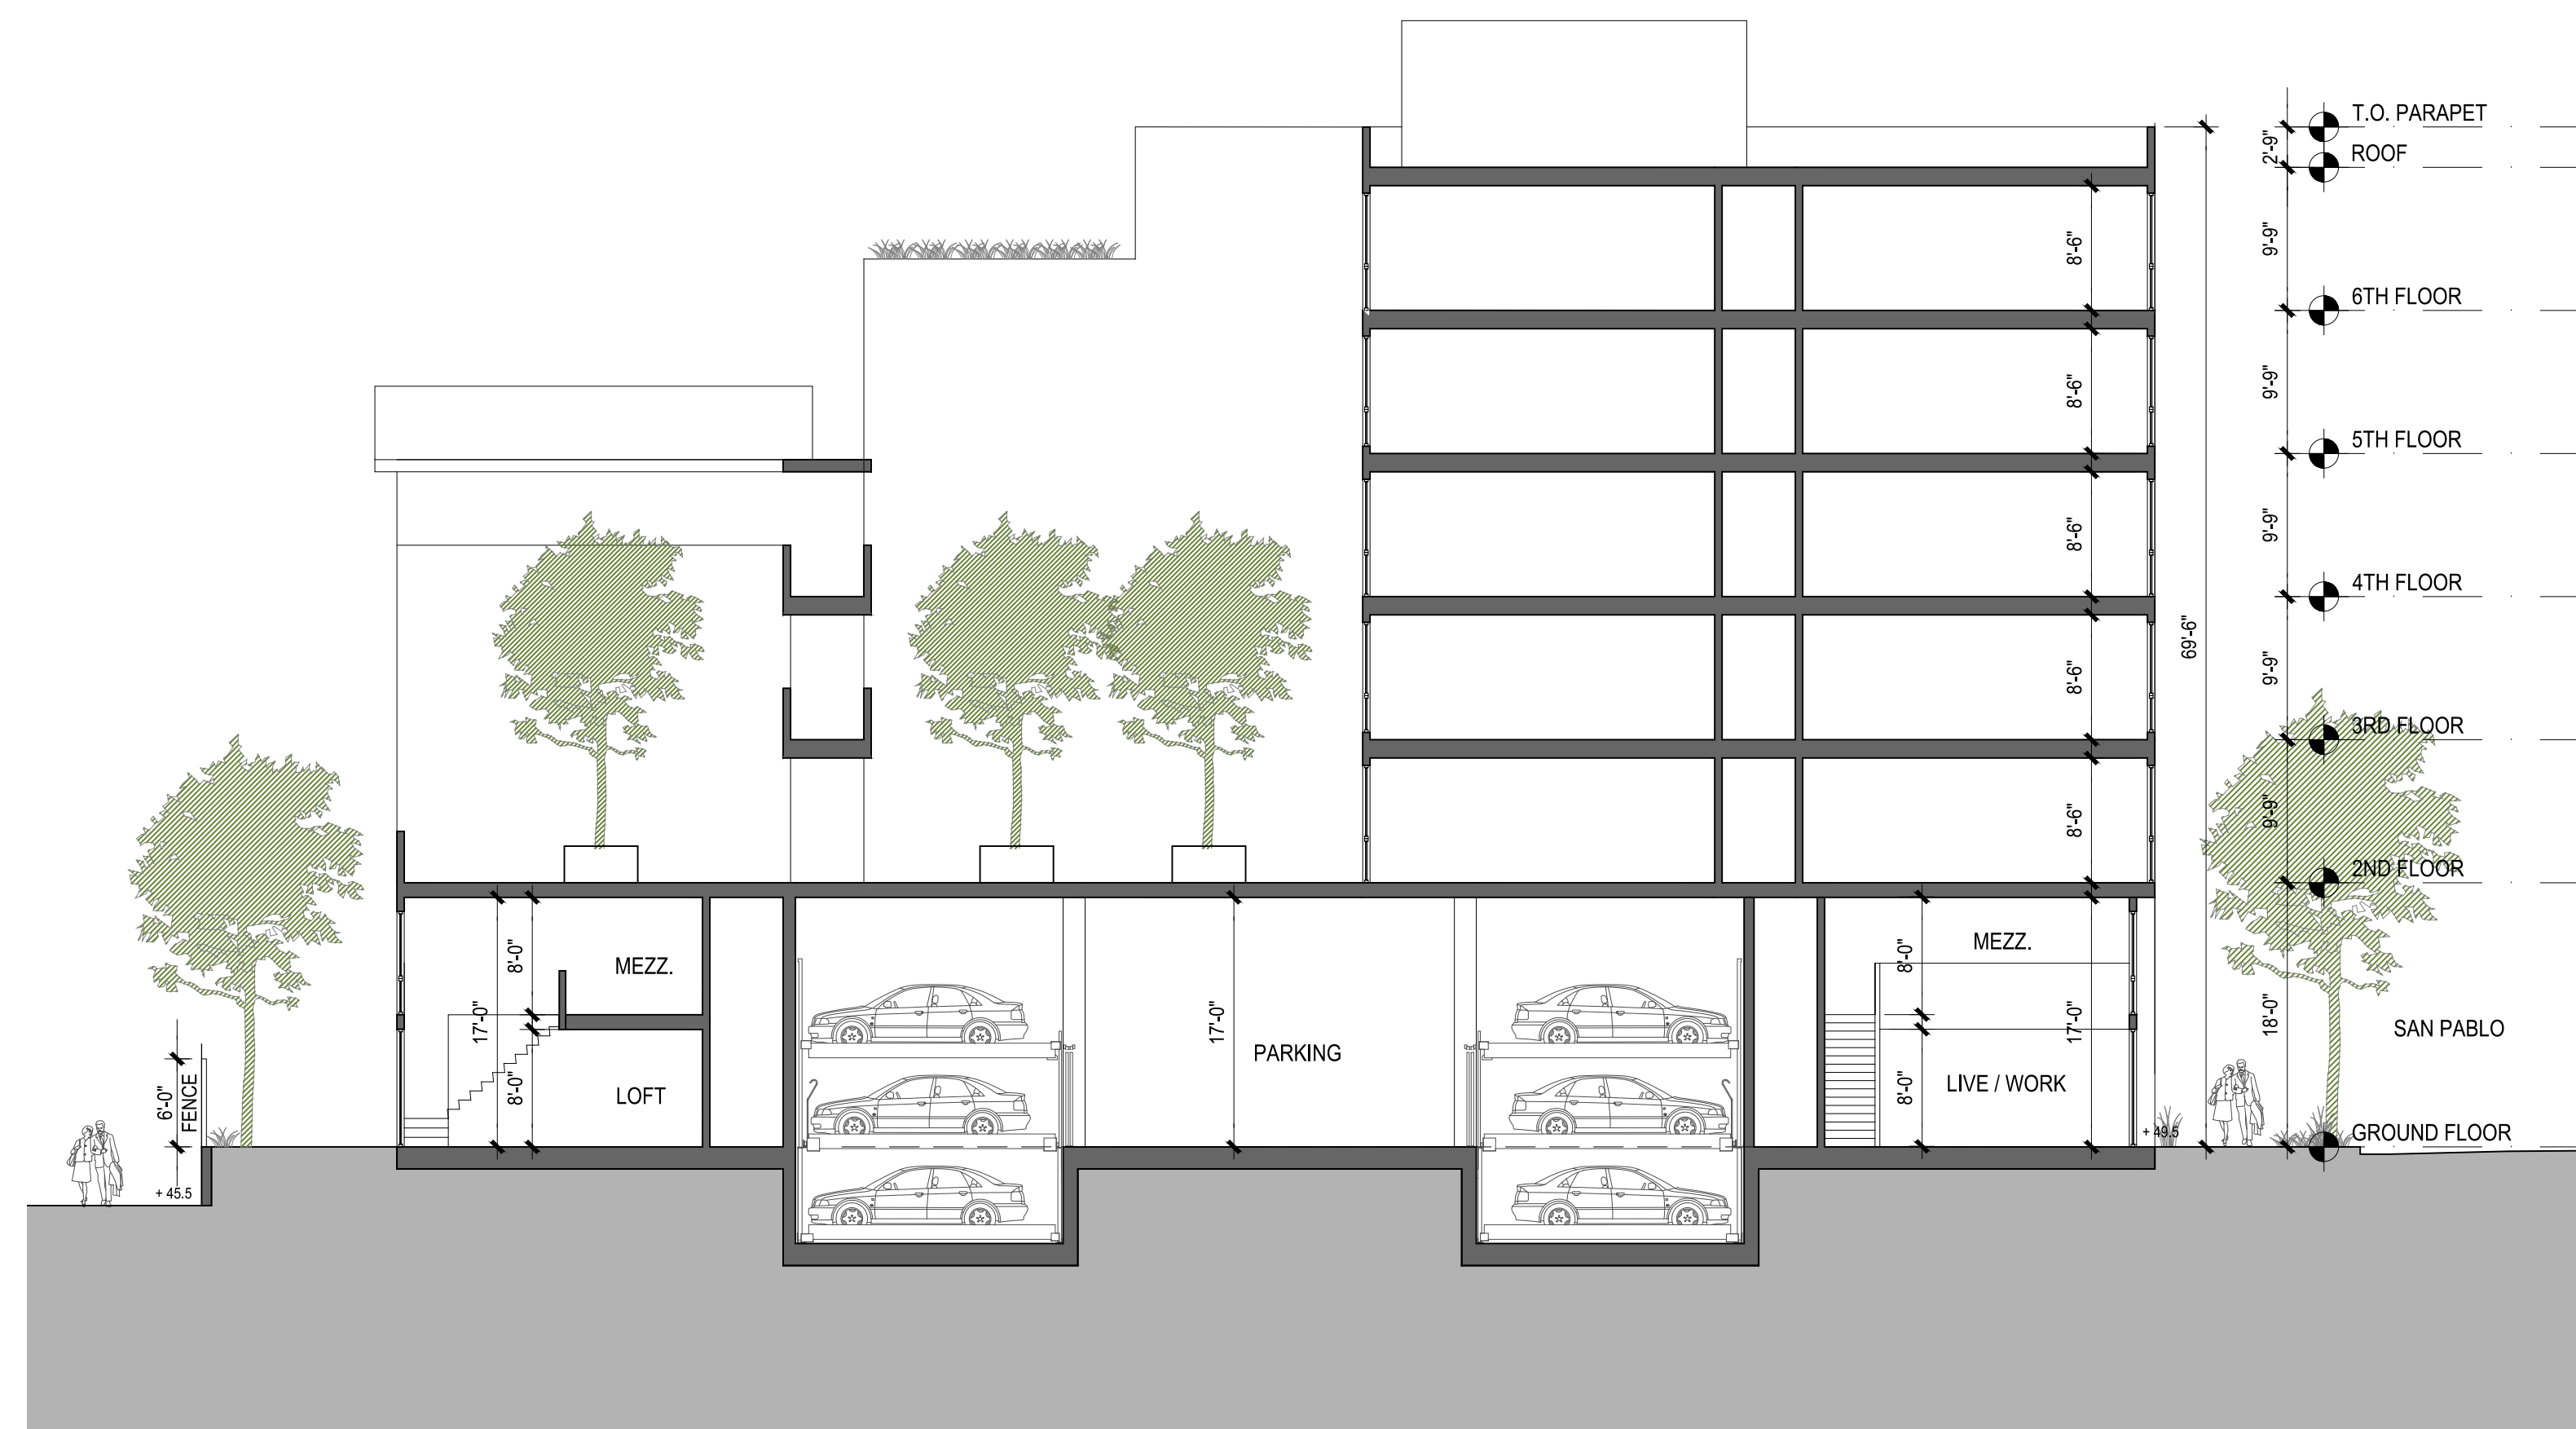 T.O. PARAPET
2'-9"
ROOF
9'-9"
8'-6"
6TH FLOOR
9'-9"
8'-6"
5TH FLOOR
9'-9"
8'-6"
4TH FLOOR
69'-6"
9'-9"
8'-6"
3RD FLOOR
9'-9"
8'-6"
2ND FLOOR
8'-0"
MEZZ.
17'-0"
8'-0"
LOFT
17'-0"
PARKING
8'-0"
MEZZ.
17'-0"
8'-0"
LIVE / WORK
18'-0"
SAN PABLO
6'-0"
FENCE
+ 45.5
+ 49.5
GROUND FLOOR